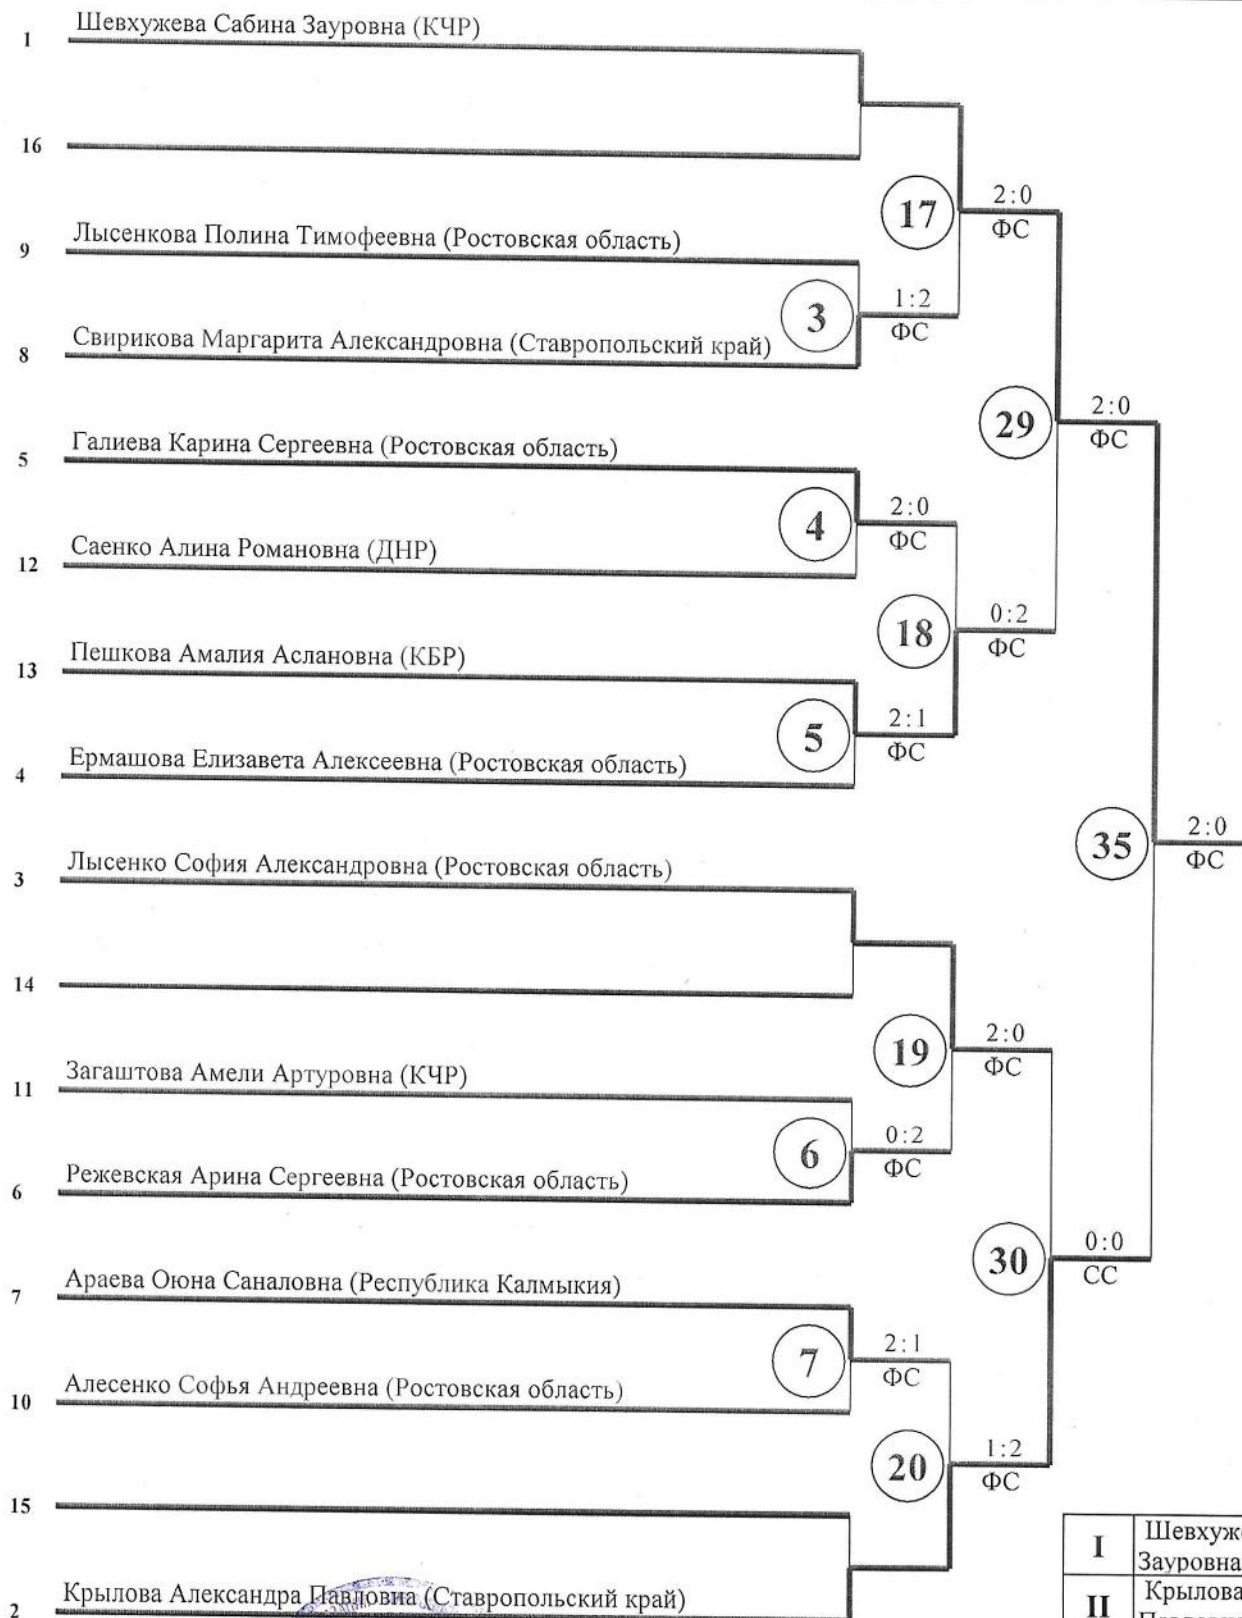 1 Шевхужева Сабина Зауровна (КЧР)
16
17 2:0
ФС
9 Лысенкова Полина Тимофеевна (Ростовская область)
3 1:2
ФС
8 Свирикова Маргарита Александровна (Ставропольский край)
29 2:0
ФС
5 Галиева Карина Сергеевна (Ростовская область)
4 2:0
ФС
12 Саенко Алина Романовна (ДНР)
18 0:2
ФС
13 Пешкова Амалия Аслановна (КБР)
5 2:1
ФС
4 Ермашова Елизавета Алексеевна (Ростовская область)
35 2:0
ФС
3 Лысенко София Александровна (Ростовская область)
14
19 2:0
ФС
11 Загаштова Амели Артуровна (КЧР)
6 0:2
ФС
6 Режевская Арина Сергеевна (Ростовская область)
30 0:0
СС
7 Араева Оюна Саналовна (Республика Калмыкия)
7 2:1
ФС
10 Алесенко Софья Андреевна (Ростовская область)
20 1:2
ФС
15
I Шевхуже
Зауровна
2 Крылова Александра Павловна (Ставропольский край)
II Крылова